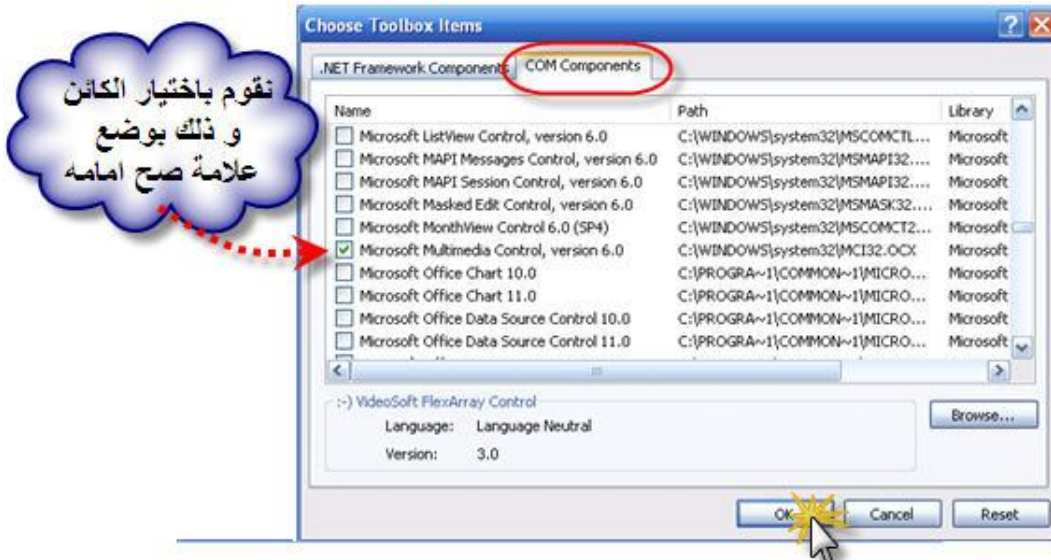 Choose Toolbox Items
.NET Framework Components COM Components
نقوم باختيار الكائن
و ذلك بوضع
علامة صح امامه
Name Path Library
Microsoft ListView Control, version 6.0 C:\WINDOWS\system32\MSCOMCTL... Microsoft
Microsoft MAPI Messages Control, version 6.0 C:\WINDOWS\system32\MSMAPI32.... Microsoft
Microsoft MAPI Session Control, version 6.0 C:\WINDOWS\system32\MSMAPI32.... Microsoft
Microsoft Masked Edit Control, version 6.0 C:\WINDOWS\system32\MSMASK32.... Microsoft
Microsoft MonthView Control 6.0 (SP4) C:\WINDOWS\system32\MSCOMCT2... Microsoft
Microsoft Multimedia Control, version 6.0 C:\WINDOWS\system32\MCI32.OCX Microsoft
Microsoft Office Chart 10.0 C:\PROGRA~1\COMMON~1\MICRO... Microsoft
Microsoft Office Chart 11.0 C:\PROGRA~1\COMMON~1\MICRO... Microsoft
Microsoft Office Data Source Control 10.0 C:\PROGRA~1\COMMON~1\MICRO... Microsoft
Microsoft Office Data Source Control 11.0 C:\PROGRA~1\COMMON~1\MICRO... Microsoft
:-) VideoSoft FlexArray Control
Language: Language Neutral
Version: 3.0
Browse...
OK Cancel Reset